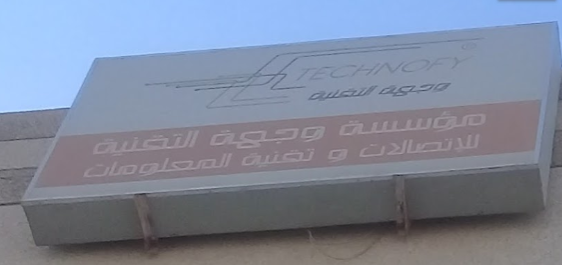 TECHNOFY®
وجهة التقنية
مؤسسة وجهة التقنية
للاتصالات و تقنية المعلومات